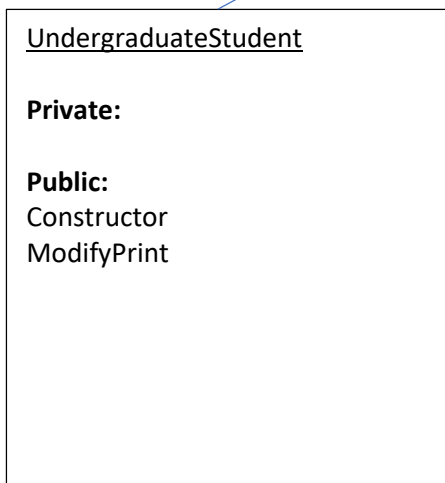 UndergraduateStudent
Private:
Public:
Constructor
ModifyPrint